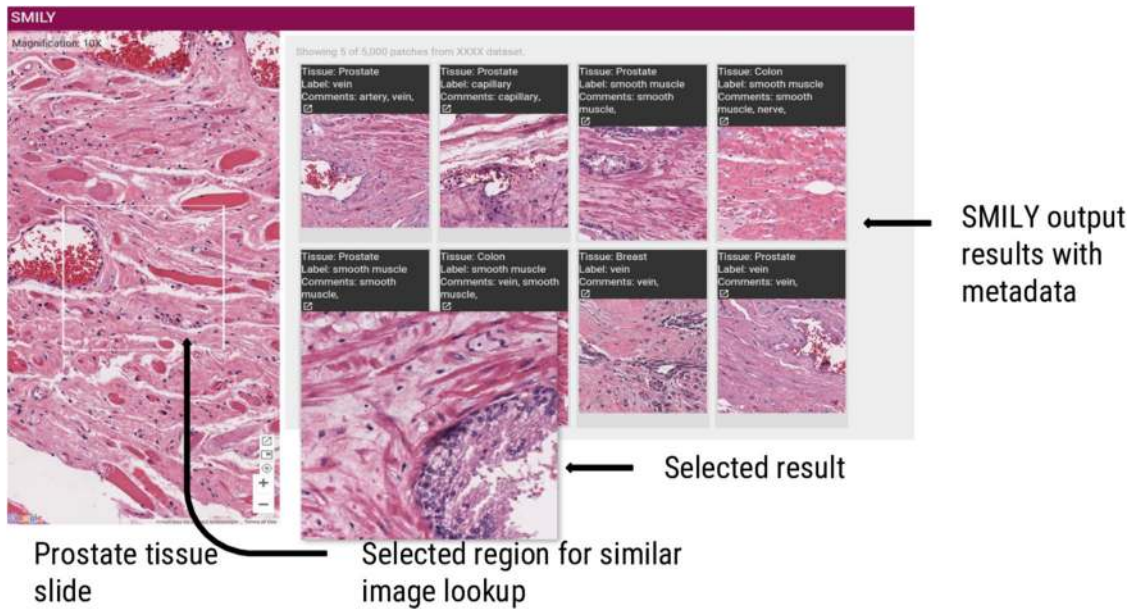 SMILY
Magnification: 10X
Showing 5 of 5,000 patches from XXXX dataset.
Tissue: Prostate
Label: vein
Comments: artery, vein,
Tissue: Prostate
Label: capillary
Comments: capillary,
Tissue: Prostate
Label: smooth muscle
Comments: smooth
muscle,
Tissue: Colon
Label: smooth muscle
Comments: smooth
muscle, nerve,
Tissue: Prostate
Label: smooth muscle
Comments: smooth
muscle,
Tissue: Colon
Label: smooth muscle
Comments: vein, smooth
muscle,
Tissue: Breast
Label: vein
Comments: vein,
Tissue: Prostate
Label: vein
Comments: vein,
SMILY output
results with
metadata
Selected result
Terms of Use
Prostate tissue
slide
Selected region for similar
image lookup